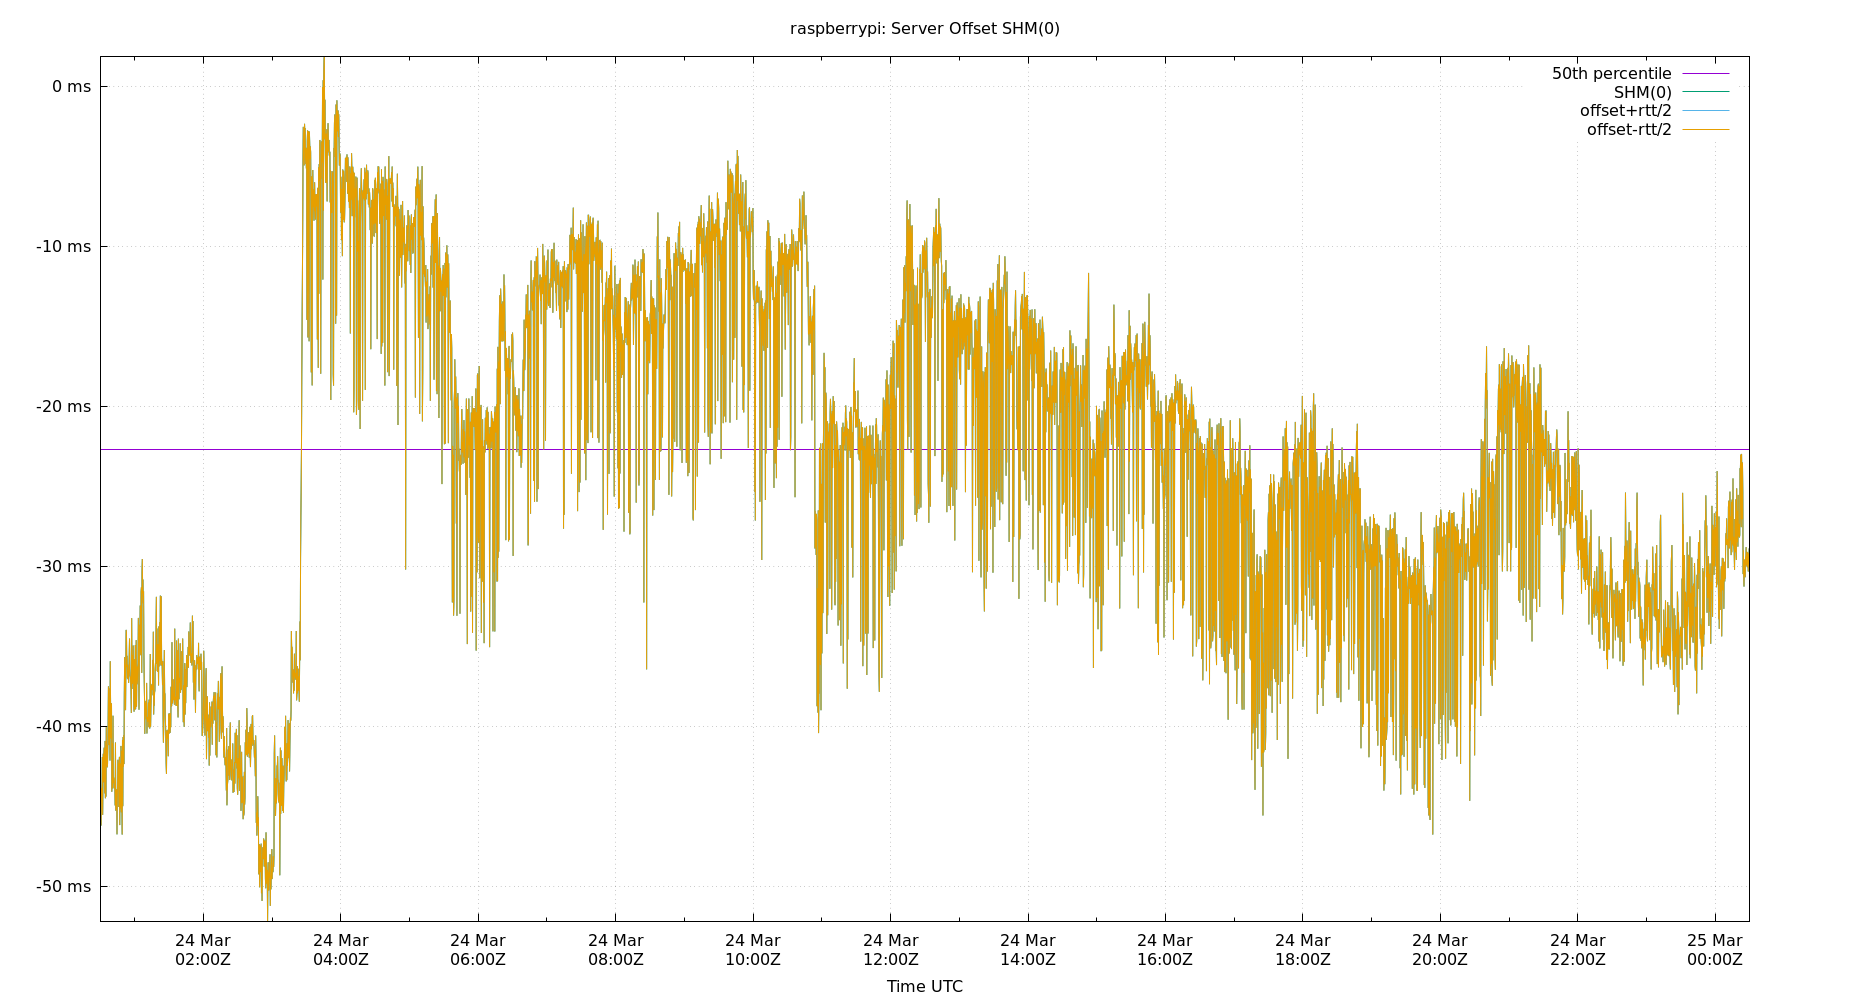 raspberrypi: Server Offset SHM(0)
50th percentile
SHM(0)
offset+rtt/2
offset-rtt/2
0 ms
-10 ms
-20 ms
-30 ms
-40 ms
-50 ms
24 Mar 24 Mar 24 Mar 24 Mar 24 Mar 24 Mar 24 Mar 24 Mar 24 Mar 24 Mar 24 Mar 25 Mar
02:00Z 04:00Z 06:00Z 08:00Z 10:00Z 12:00Z 14:00Z 16:00Z 18:00Z 20:00Z 22:00Z 00:00Z
Time UTC